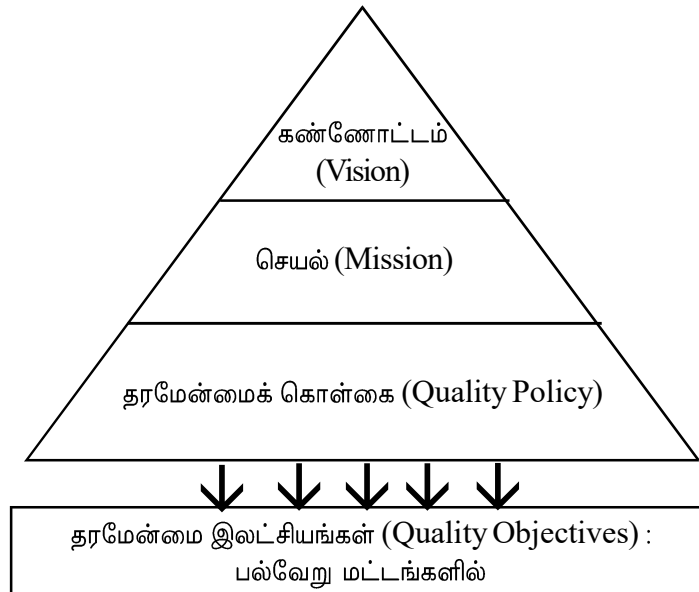 கண்ணோட்டம்
(Vision)
செயல் (Mission)
தரமேன்மைக் கொள்கை (Quality Policy)
தரமேன்மை இலட்சியங்கள் (Quality Objectives) :
பல்வேறு மட்டங்களில்